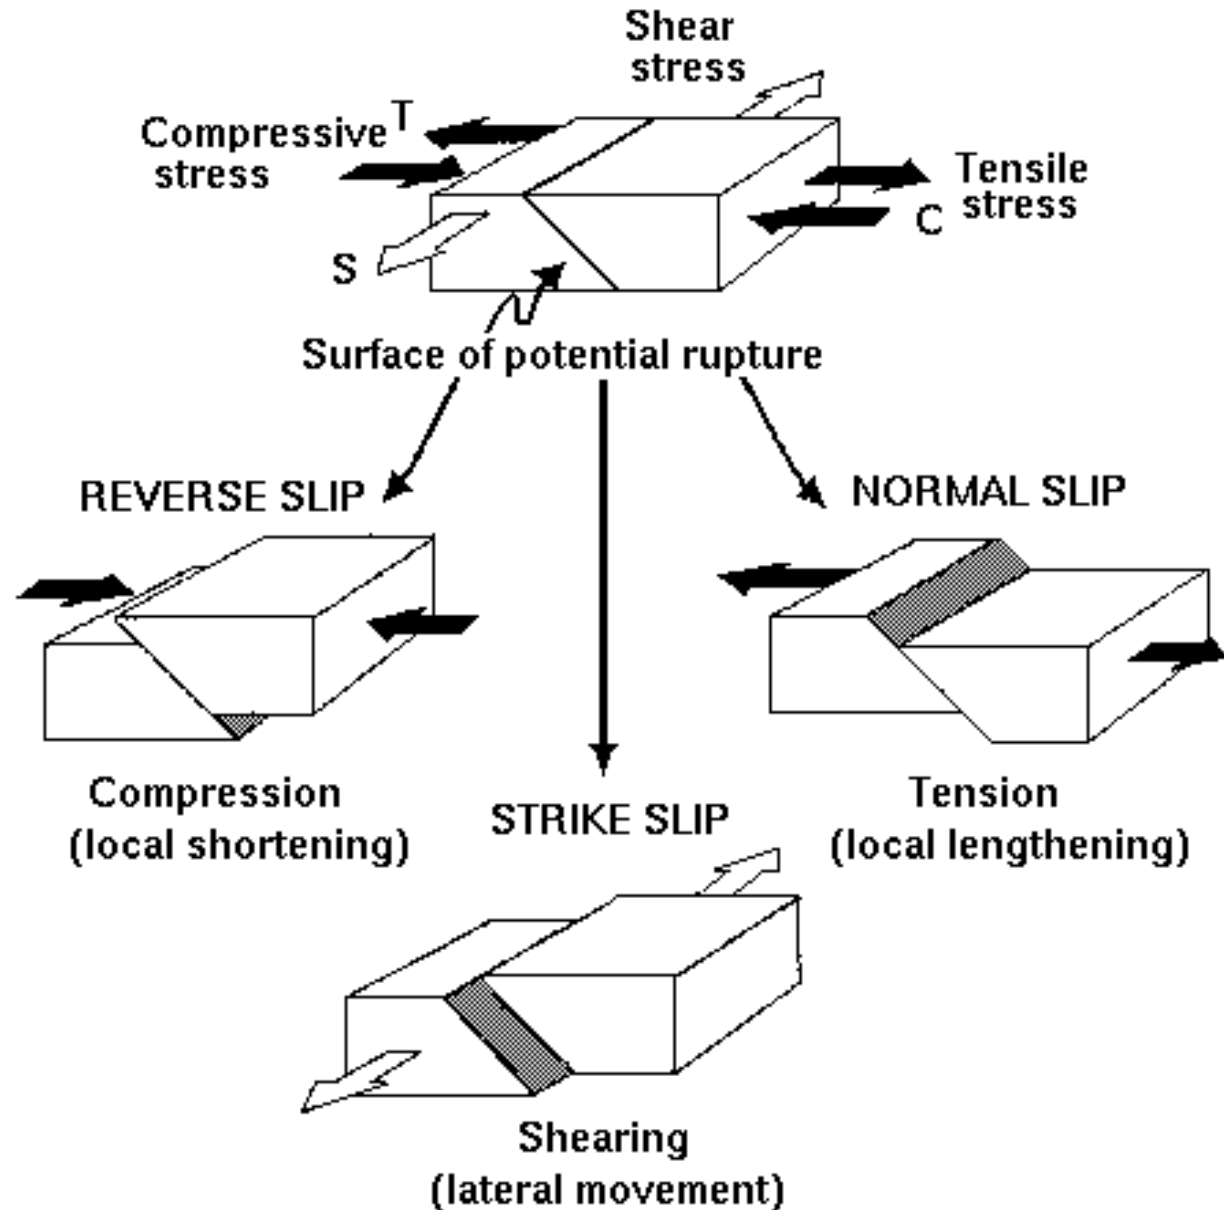 Shear
stress
T
Compressive
stress
Tensile
stress
C
S
Surface of potential rupture
REVERSE SLIP
NORMAL SLIP
Compression
(local shortening)
Tension
(local lengthening)
STRIKE SLIP
Shearing
(lateral movement)